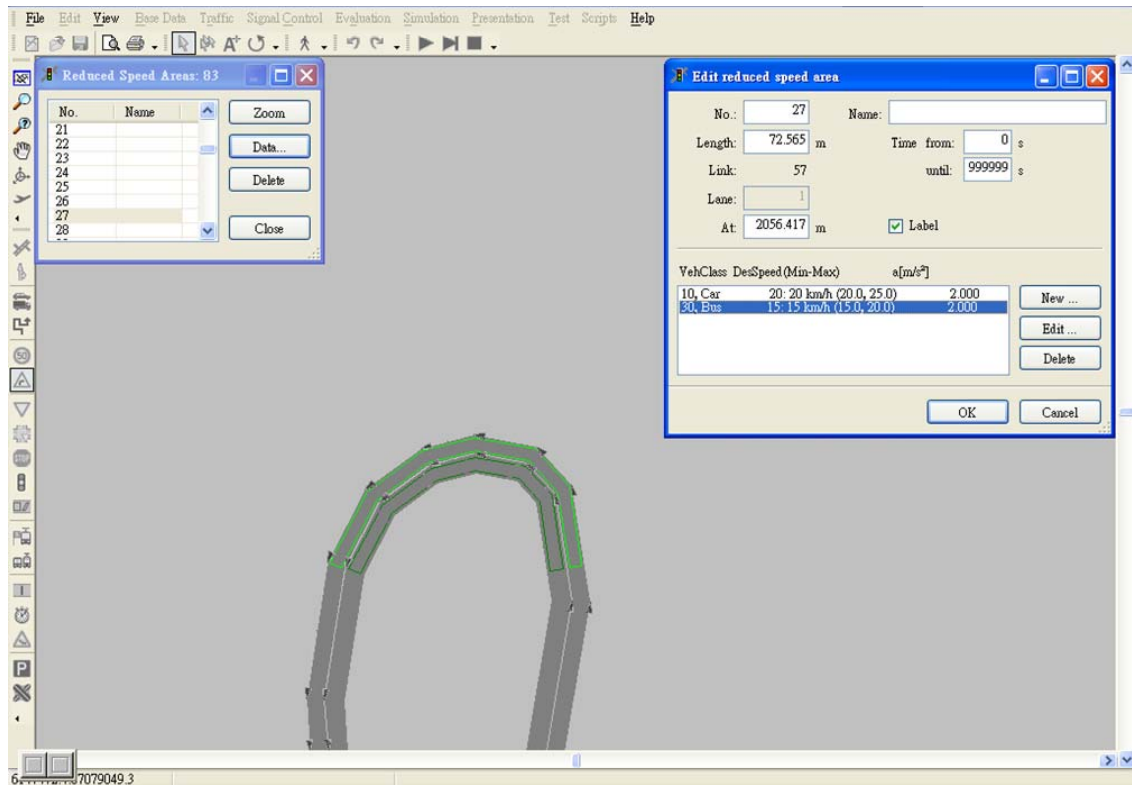 File Edit View Base Data Traffic Signal Control Evaluation Simulation Presentation Test Scripts Help
Reduced Speed Areas: 83
No. Name
21
22
23
24
25
26
27
28
Zoom
Data...
Delete
Close
Edit reduced speed area
No.: 27 Name:
Length: 72.565 m Time from: 0 s
Link: 57 until: 999999 s
Lane: 1
At: 2056.417 m Label
VehClass DesSpeed(Min-Max) a[m/s²]
10, Car 20: 20 km/h (20.0, 25.0) 2.000
30, Bus 15: 15 km/h (15.0, 20.0) 2.000
New ...
Edit ...
Delete
OK Cancel
50
STOP
P
7079049.3